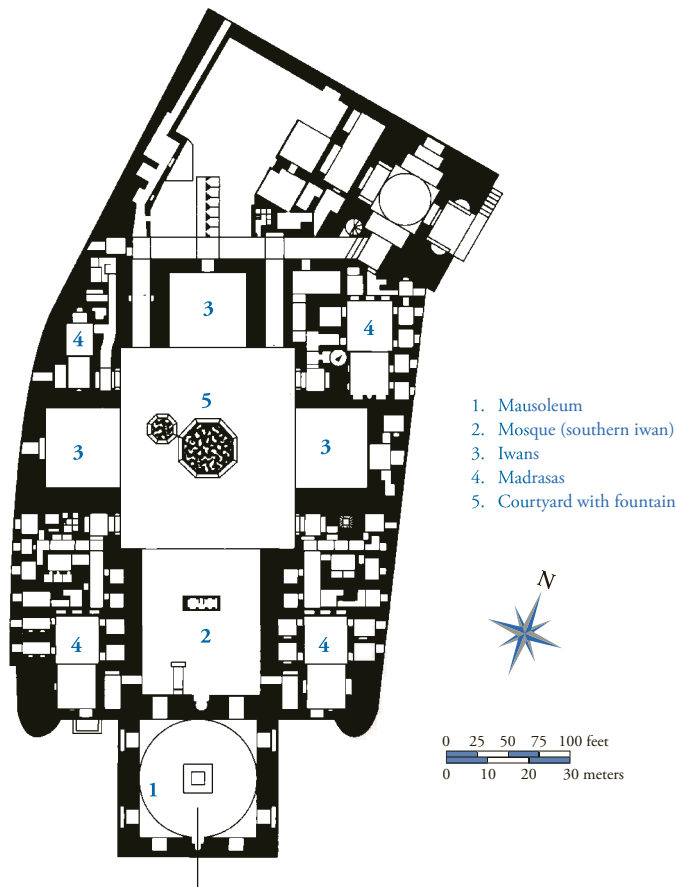 3
4
4
5
3
3
1. Mausoleum
2. Mosque (southern iwan)
3. Iwans
4. Madrasas
5. Courtyard with fountain
N
2
4
4
0 25 50 75 100 feet
0 10 20 30 meters
1